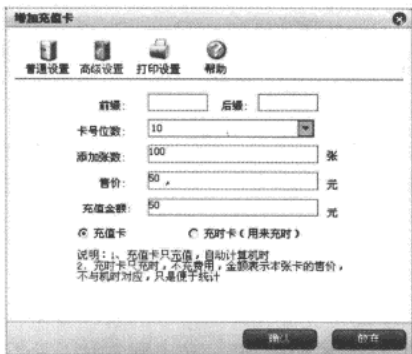 增加充值卡
普通设置 高级设置 打印设置 帮助
前缀: 后缀:
卡号位数: 10
添加张数: 100 张
售价: 50 元
充值金额: 50 元
充值卡 充时卡(用来充时)
说明:1、充值卡只充值,自动计算机时
2、充时卡只充时,不充费用,金额表示本张卡的售价,
不与机时对应,只是便于统计
确认 放弃